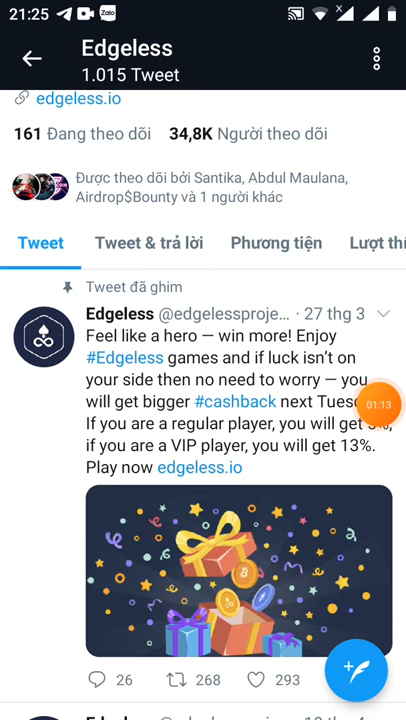 21:25 Zalo
Edgeless
1.015 Tweet
edgeless.io
161 Đang theo dõi 34,8K Người theo dõi
Được theo dõi bởi Santika, Abdul Maulana,
Airdrop$Bounty và 1 người khác
Tweet Tweet & trả lời Phương tiện Lượt thí
Tweet đã ghim
Edgeless @edgelessproje... · 27 thg 3
Feel like a hero — win more! Enjoy
#Edgeless games and if luck isn't on
your side then no need to worry — you
will get bigger #cashback next Tues
01:13
If you are a regular player, you will get
if you are a VIP player, you will get 13%.
Play now edgeless.io
26 268 293